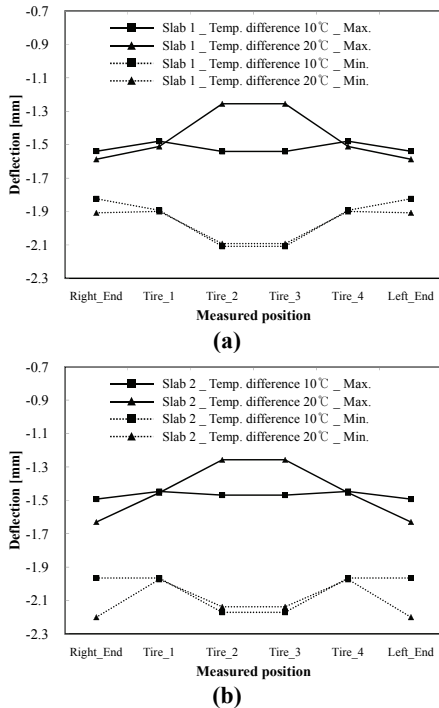 -0.7
-0.9
-1.1
-1.3
-1.5
-1.7
-1.9
-2.1
-2.3
Deflection [mm]
Slab 1 _ Temp. difference 10℃ _ Max.
Slab 1 _ Temp. difference 20℃ _ Max.
Slab 1 _ Temp. difference 10℃ _ Min.
Slab 1 _ Temp. difference 20℃ _ Min.
Right_End Tire_1 Tire_2 Tire_3 Tire_4 Left_End
Measured position
(a)
-0.7
-0.9
-1.1
-1.3
-1.5
-1.7
-1.9
-2.1
-2.3
Deflection [mm]
Slab 2 _ Temp. difference 10℃ _ Max.
Slab 2 _ Temp. difference 20℃ _ Max.
Slab 2 _ Temp. difference 10℃ _ Min.
Slab 2 _ Temp. difference 20℃ _ Min.
Right_End Tire_1 Tire_2 Tire_3 Tire_4 Left_End
Measured position
(b)